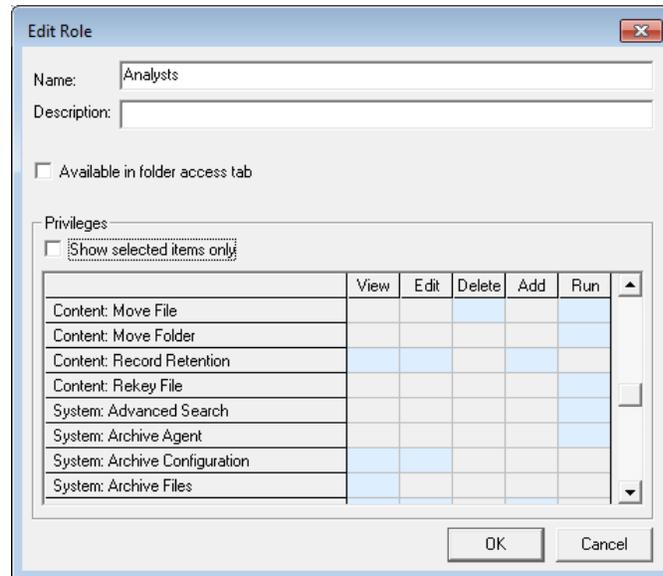 Edit Role
Name: Analysts
Description:
Available in folder access tab
Privileges
Show selected items only
View Edit Delete Add Run
Content: Move File
Content: Move Folder
Content: Record Retention
Content: Rekey File
System: Advanced Search
System: Archive Agent
System: Archive Configuration
System: Archive Files
OK Cancel